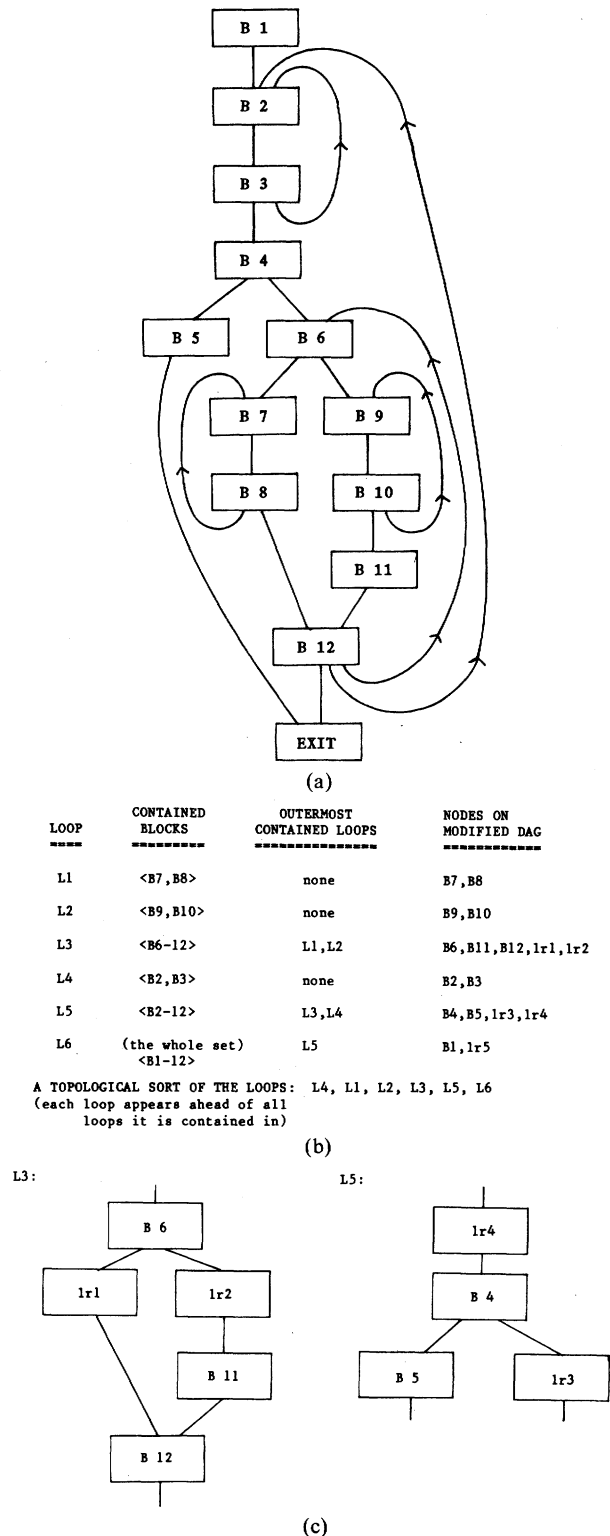 B 1
B 2
B 3
B 4
B 5 B 6
B 7 B 9
B 8 B 10
B 11
B 12
EXIT
(a)
CONTAINED OUTERMOST NODES ON
LOOP BLOCKS CONTAINED LOOPS MODIFIED DAG
==== ========= =============== ============
L1 <B7,B8> none B7,B8
L2 <B9,B10> none B9,B10
L3 <B6-12> L1,L2 B6,B11,B12,lr1,lr2
L4 <B2,B3> none B2,B3
L5 <B2-12> L3,L4 B4,B5,lr3,lr4
L6 (the whole set) L5 B1,lr5
<B1-12>
A TOPOLOGICAL SORT OF THE LOOPS: L4, L1, L2, L3, L5, L6
(each loop appears ahead of all
loops it is contained in)
(b)
L3:
B 6
lr1 lr2
B 11
B 12
L5:
lr4
B 4
B 5 lr3
(c)